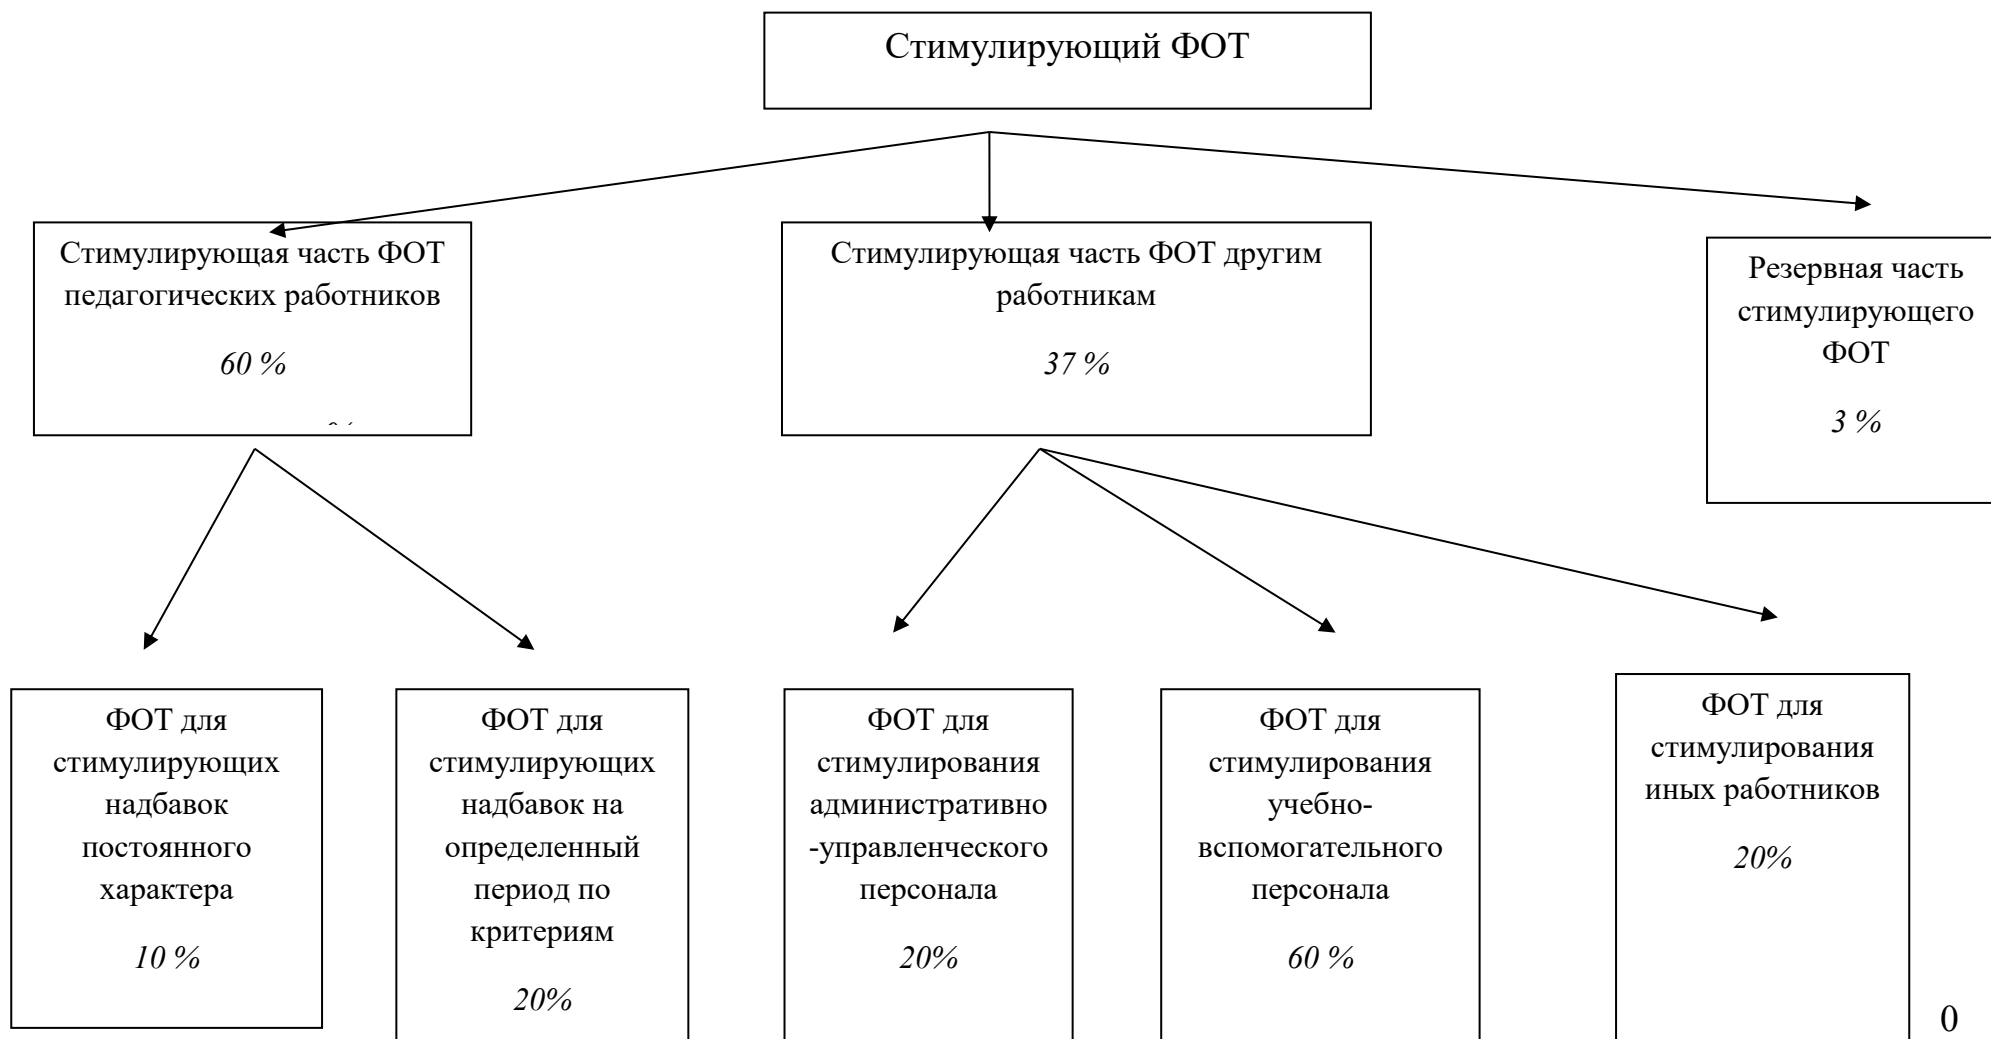 Стимулирующий ФОТ
Стимулирующая часть ФОТ
педагогических работников
60 %
%
Стимулирующая часть ФОТ другим
работникам
37 %
Резервная часть
стимулирующего
ФОТ
3 %
ФОТ для
стимулирующих
надбавок
постоянного
характера
10 %
ФОТ для
стимулирующих
надбавок на
определенный
период по
критериям
20%
ФОТ для
стимулирования
административно
-управленческого
персонала
20%
ФОТ для
стимулирования
учебно-
вспомогательного
персонала
60 %
ФОТ для
стимулирования
иных работников
20%
0